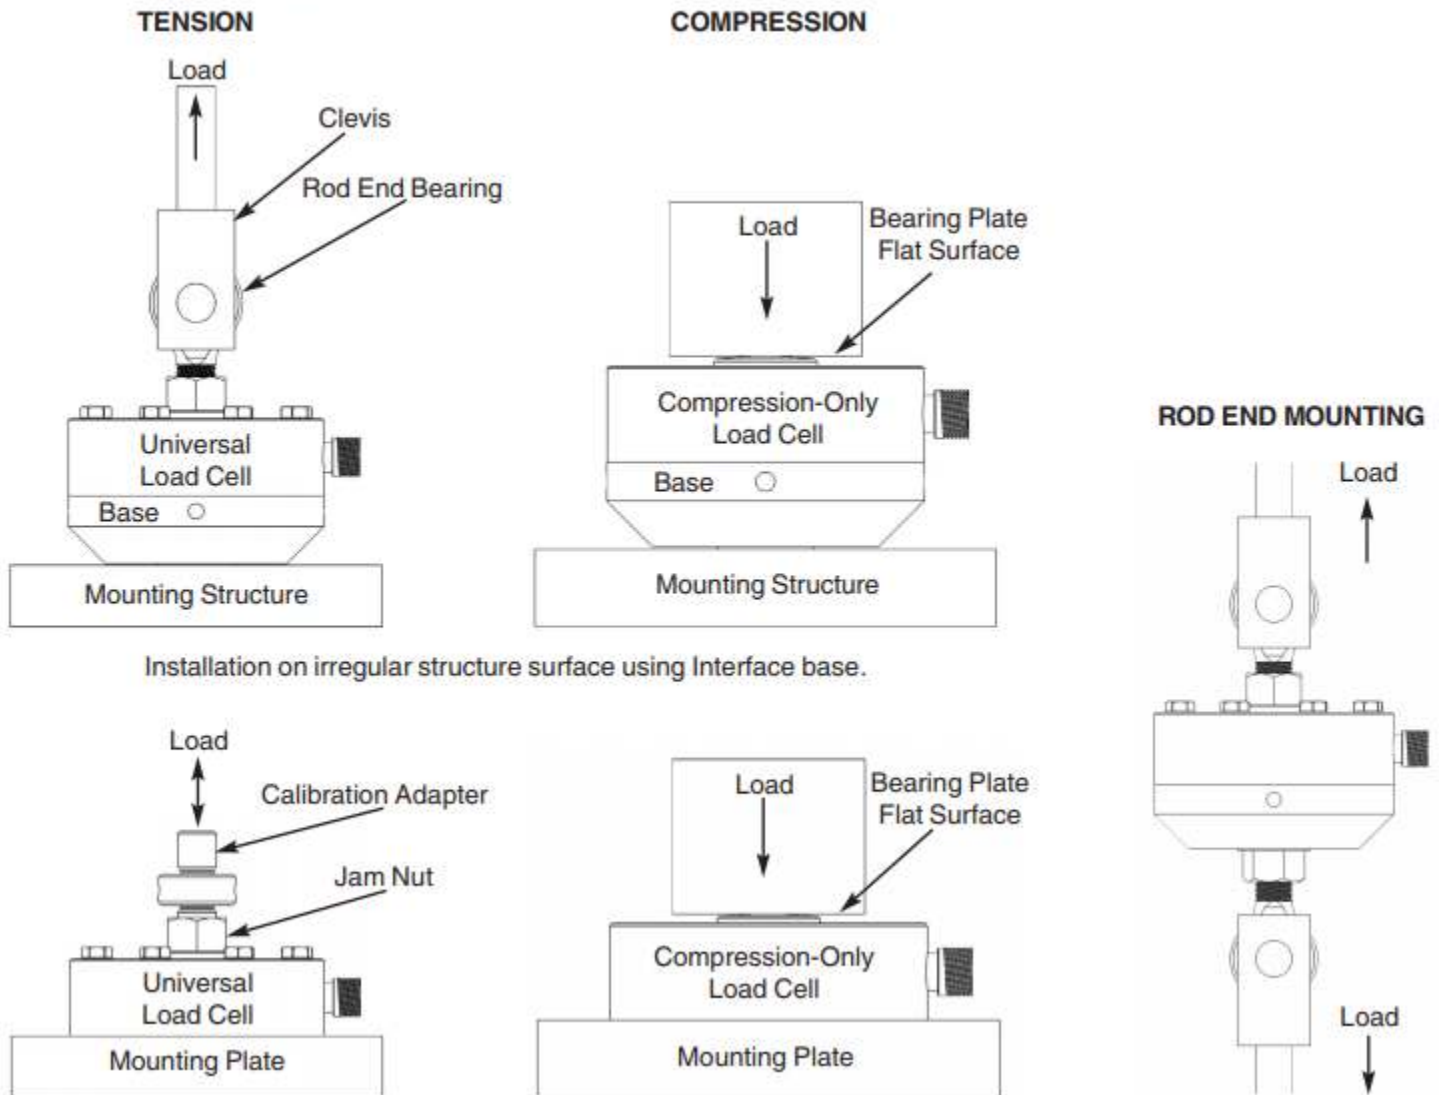 TENSION
Load
Clevis
Rod End Bearing
Universal
Load Cell
Base
Mounting Structure
COMPRESSION
Load
Bearing Plate
Flat Surface
Compression-Only
Load Cell
Base
Mounting Structure
Installation on irregular structure surface using Interface base.
Load
Calibration Adapter
Jam Nut
Universal
Load Cell
Mounting Plate
Load
Bearing Plate
Flat Surface
Compression-Only
Load Cell
Mounting Plate
ROD END MOUNTING
Load
Load